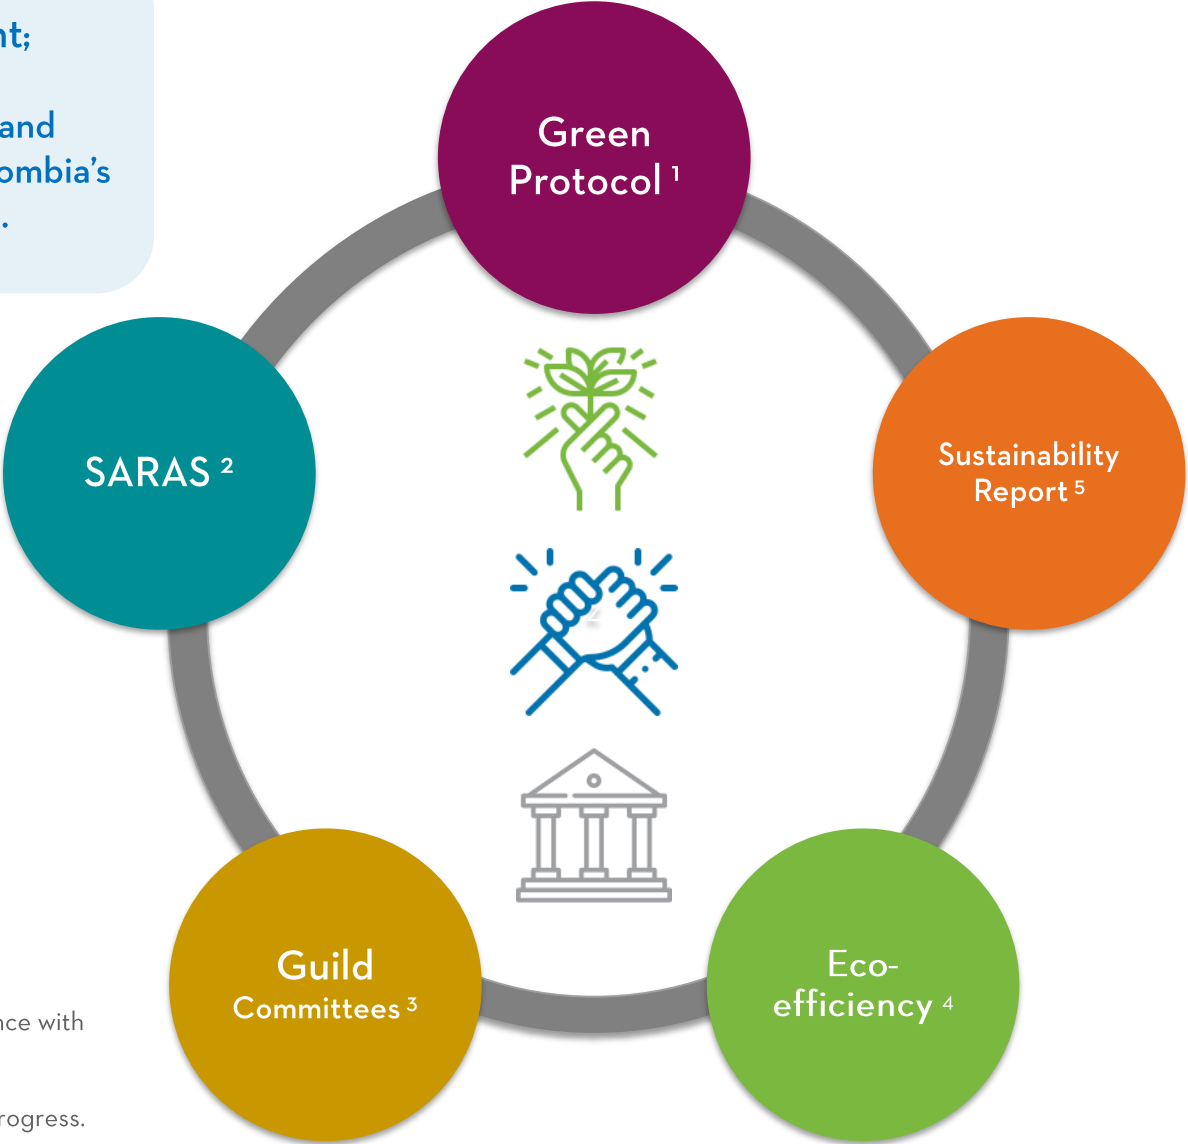 nt;
and
ombia's
.
Green
Protocol ¹
SARAS ²
Sustainability
Report ⁵
2
Guild
Committees ³
Eco-
efficiency ⁴
nce with
rogress.